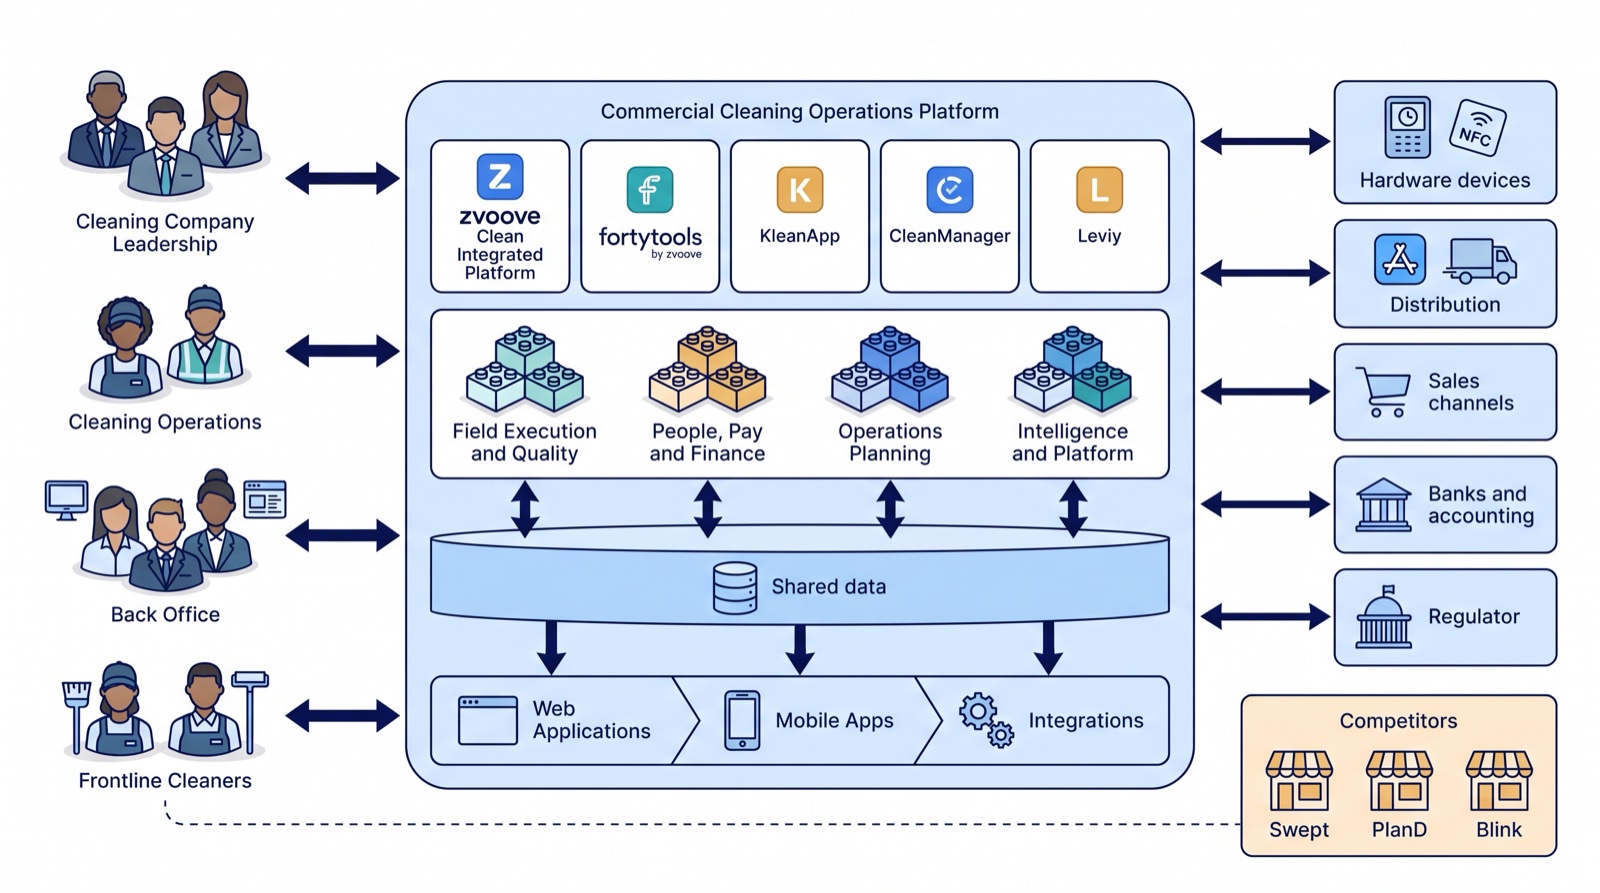 Commercial Cleaning Operations Platform
Z
zvoove
Clean
Integrated
Platform
f
fortytools
by zvoove
K
KleanApp
CleanManager
L
Leviy
Cleaning Company
Leadership
Cleaning Operations
Back Office
Frontline Cleaners
Field Execution
and Quality
People, Pay
and Finance
Operations
Planning
Intelligence
and Platform
Shared data
Web
Applications
Mobile Apps
Integrations
NFC
Hardware devices
Distribution
Sales
channels
Banks and
accounting
Regulator
Competitors
Swept
PlanD
Blink